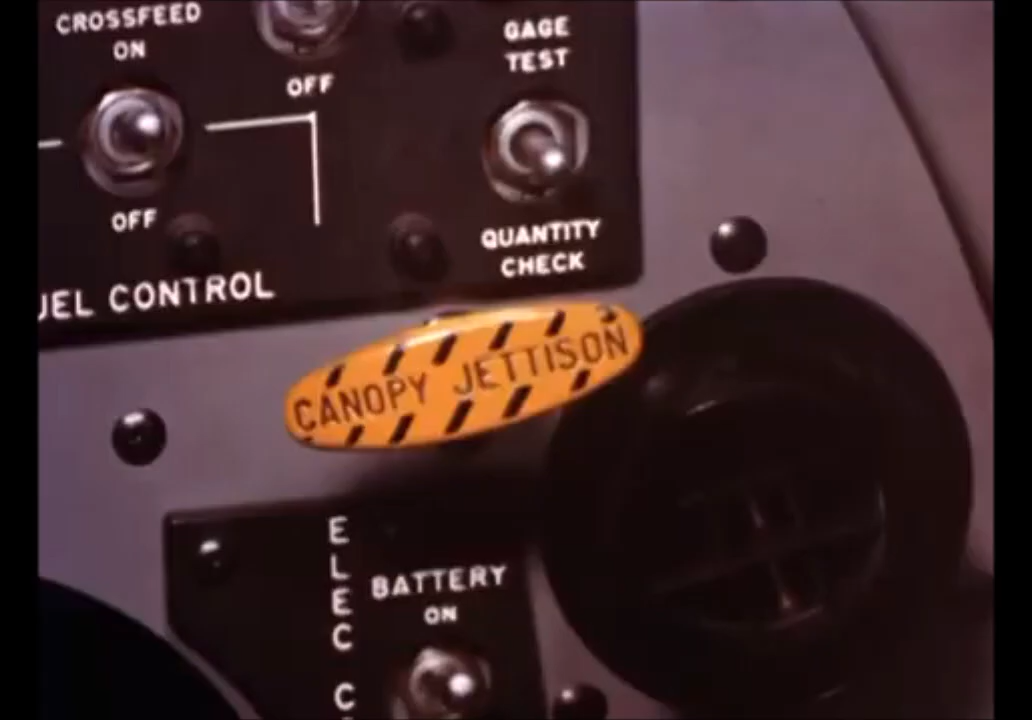 CROSSFEED
ON
OFF
OFF
GAGE
TEST
QUANTITY
CHECK
UEL CONTROL
CANOPY JETTISON
ELEC C
BATTERY
ON